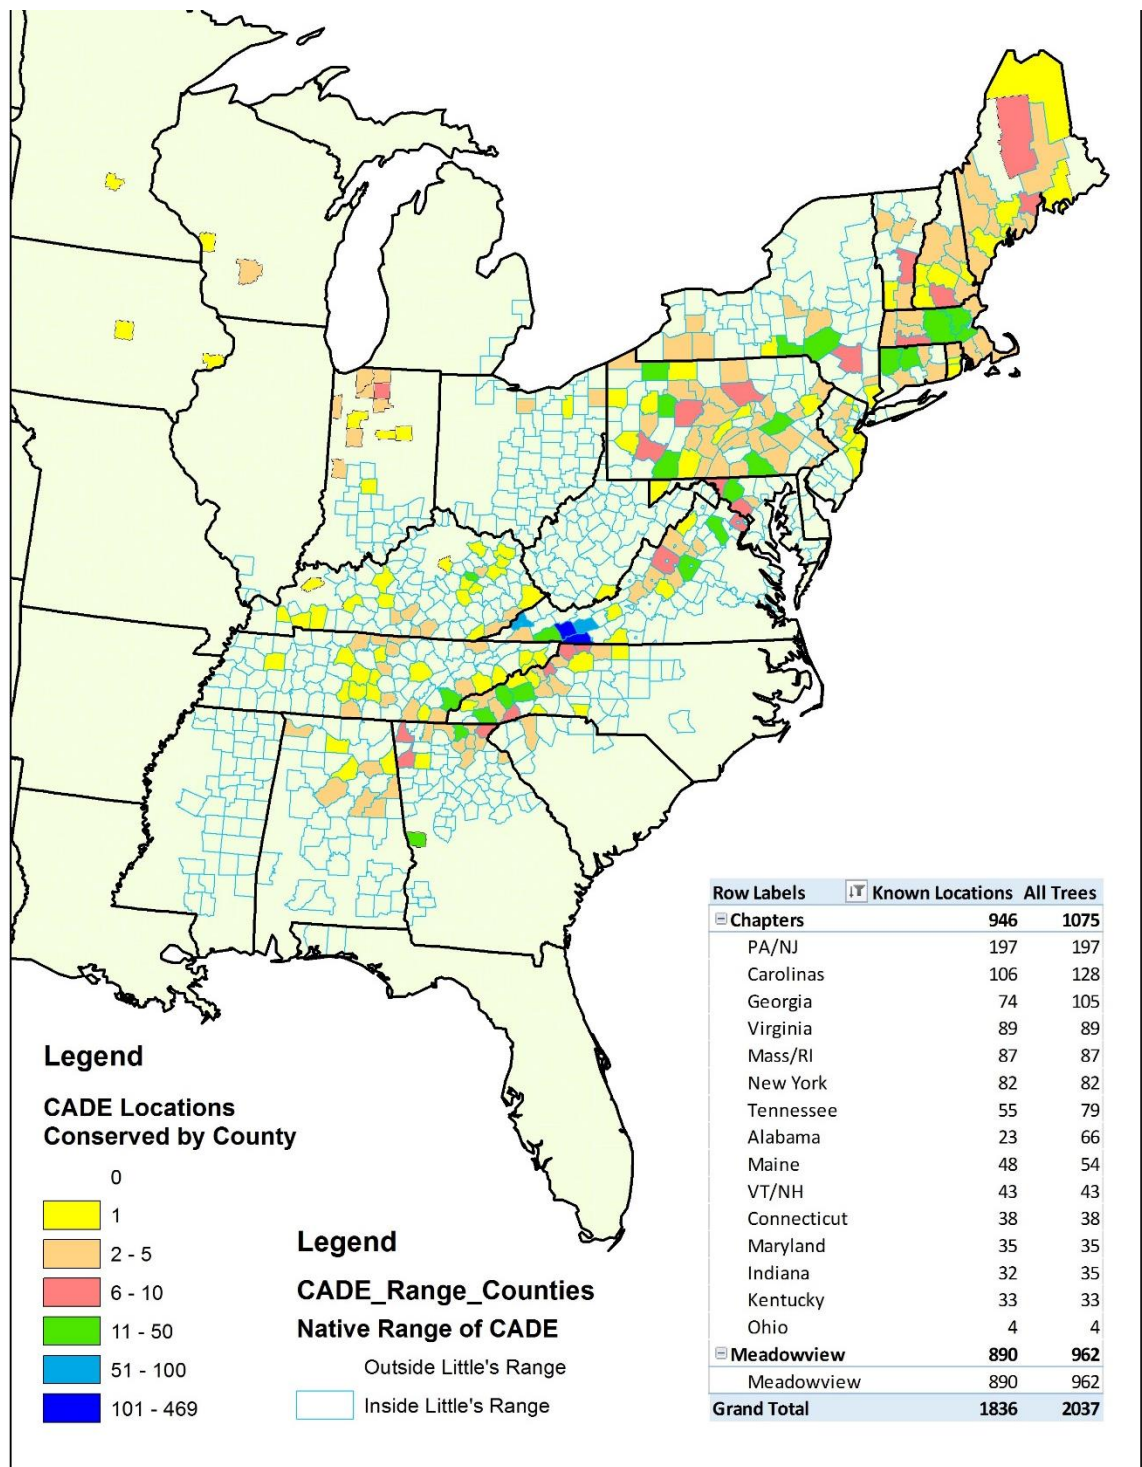 Row Labels Known Locations All Trees
Chapters 946 1075
PA/NJ 197 197
Carolinas 106 128
Georgia 74 105
Virginia 89 89
Mass/RI 87 87
New York 82 82
Tennessee 55 79
Alabama 23 66
Maine 48 54
VT/NH 43 43
Connecticut 38 38
Maryland 35 35
Indiana 32 35
Kentucky 33 33
Ohio 4 4
Meadowview 890 962
Meadowview 890 962
Grand Total 1836 2037
Legend
CADE Locations
Conserved by County
0
1
2 - 5
6 - 10
11 - 50
51 - 100
101 - 469
Legend
CADE_Range_Counties
Native Range of CADE
Outside Little's Range
Inside Little's Range